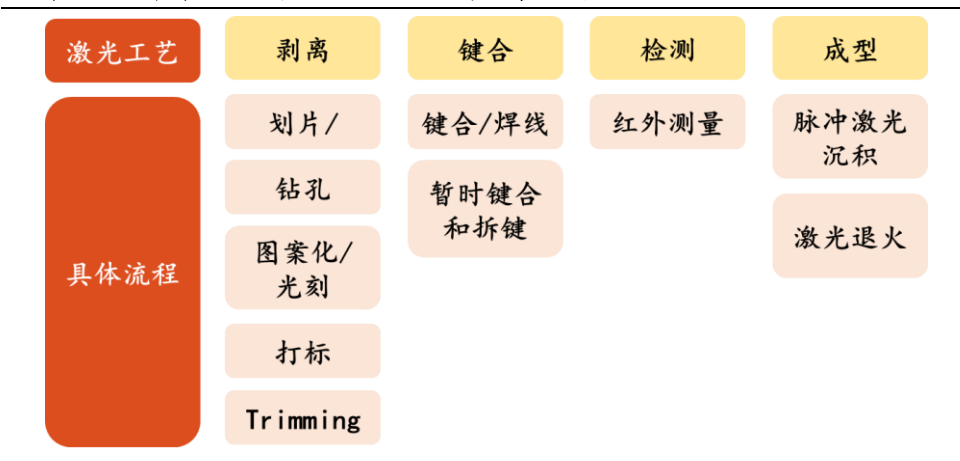 激光工艺
剥离
键合
检测
成型
具体流程
划片/
键合/焊线
红外测量
脉冲激光
沉积
钻孔
暂时键合
和拆键
激光退火
图案化/
光刻
打标
Trimming